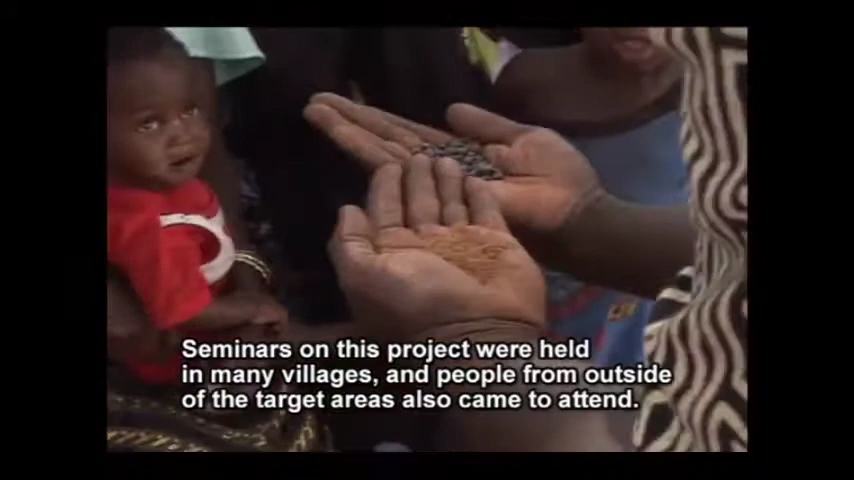 Seminars on this project were held
in many villages, and people from outside
of the target areas also came to attend.